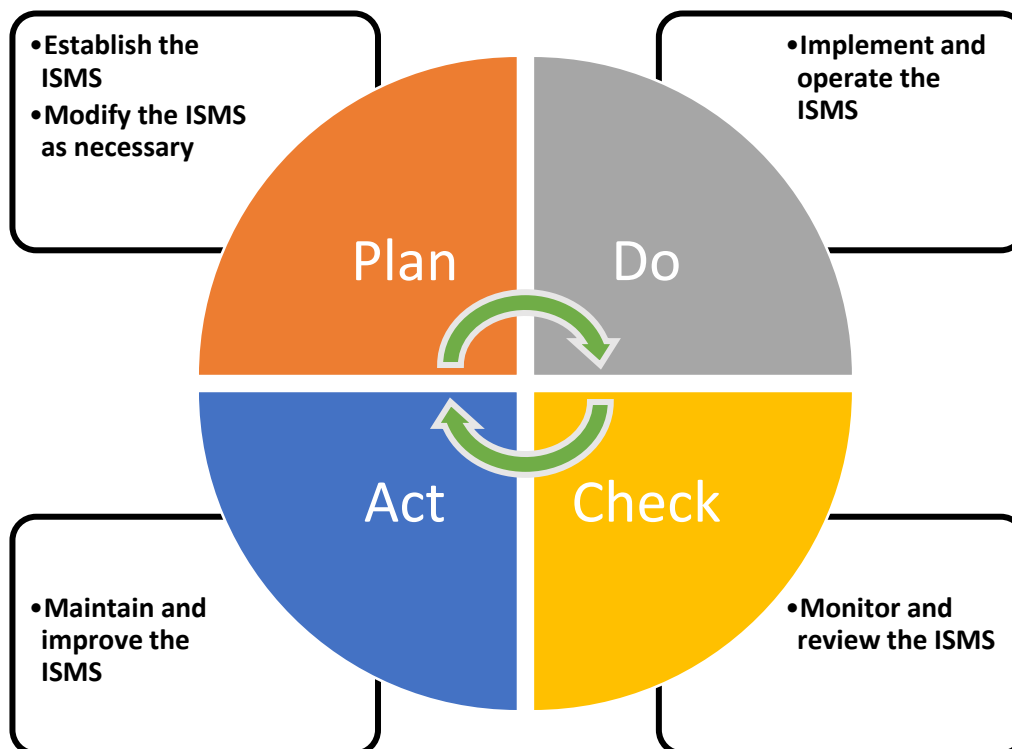 •Establish the
ISMS
•Modify the ISMS
as necessary
•Implement and
operate the
ISMS
Plan
Do
Act
Check
•Maintain and
improve the
ISMS
•Monitor and
review the ISMS